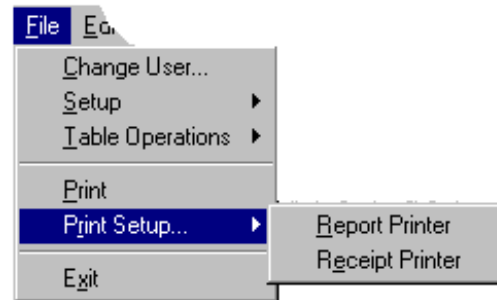 File
Change User...
Setup
Table Operations
Print
Print Setup...
Report Printer
Receipt Printer
Exit